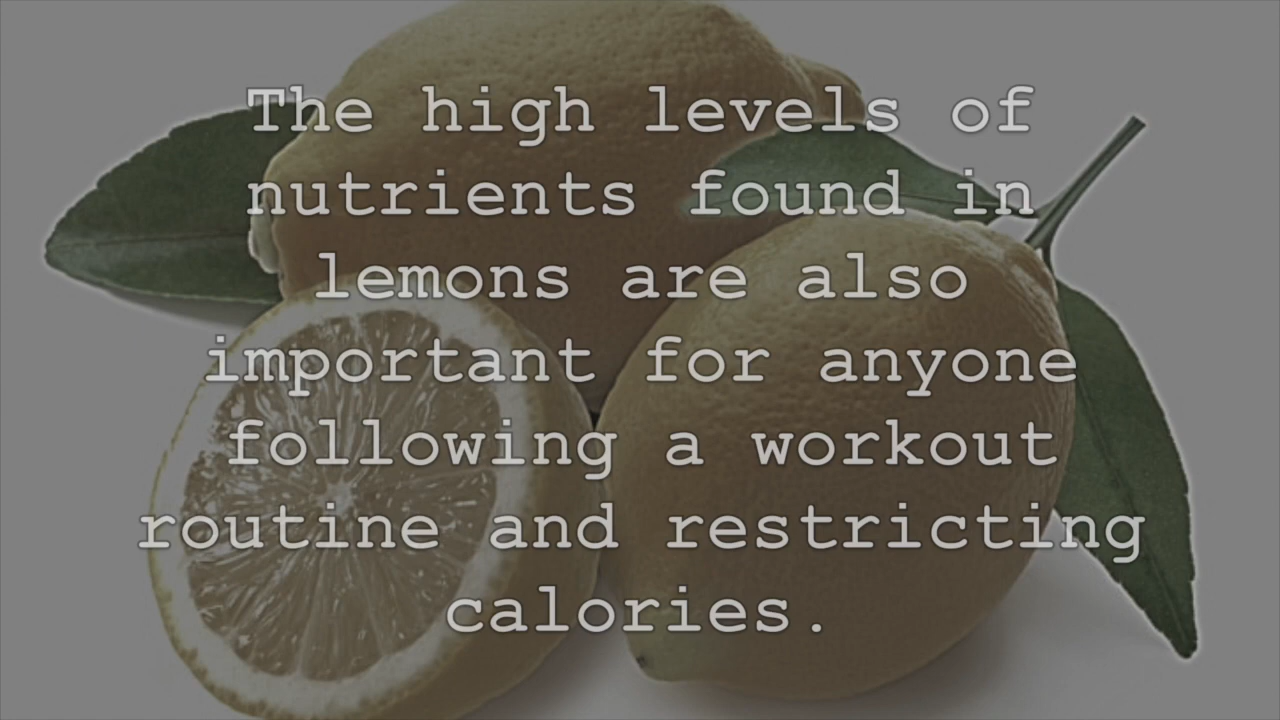 The high levels of
nutrients found in
lemons are also
important for anyone
following a workout
routine and restricting
calories.